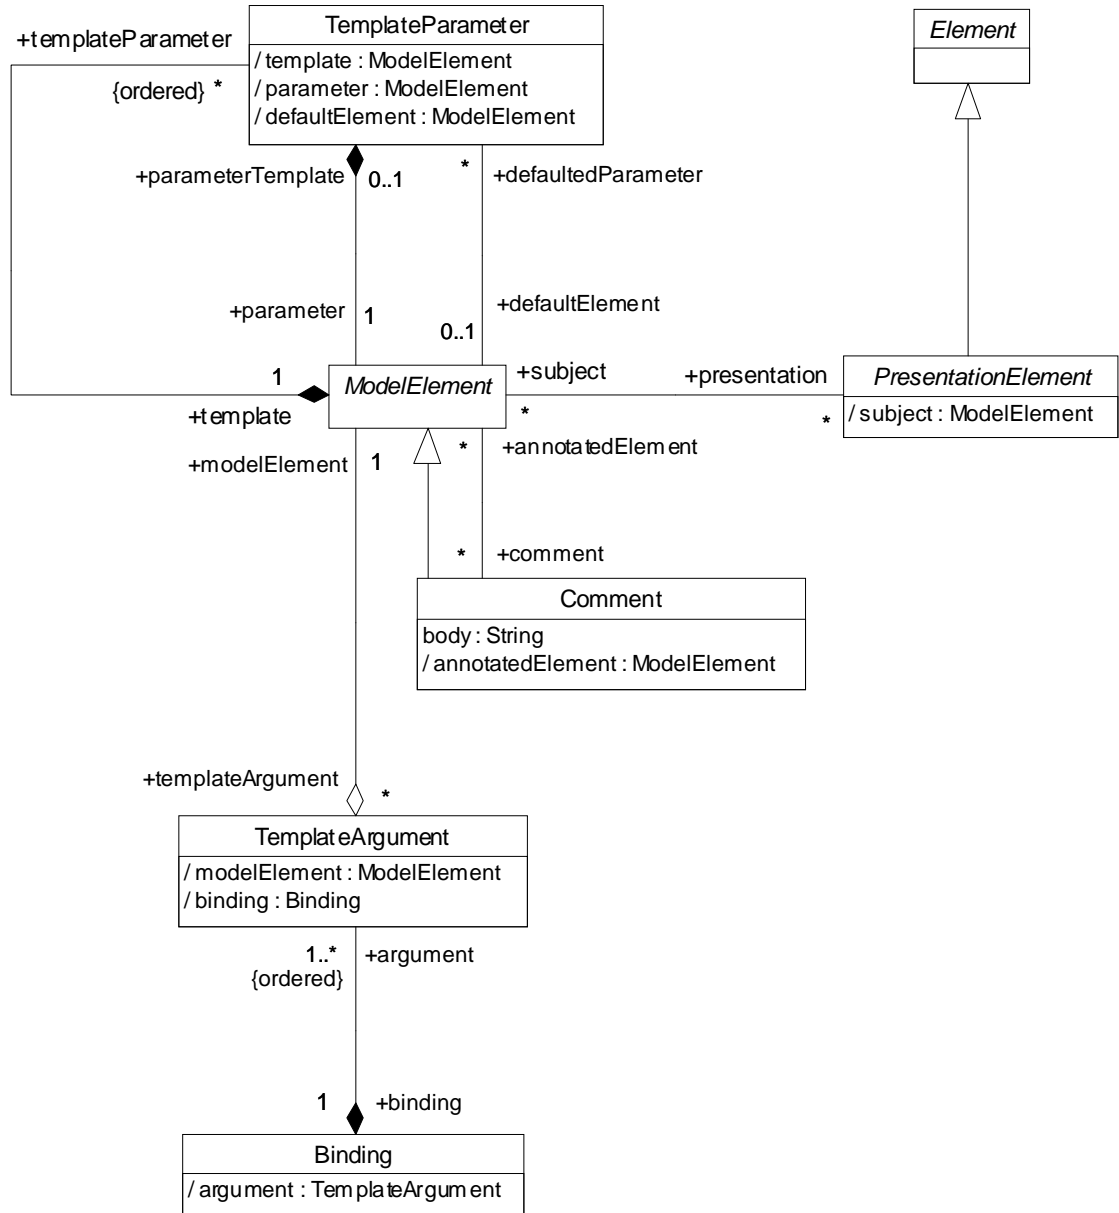 TemplateParameter
/ template : ModelElement
/ parameter : ModelElement
/ defaultElement : ModelElement
+templateParameter
{ordered} *
Element
+parameterTemplate
0..1
*
+defaultedParameter
+parameter
1
+defaultElement
0..1
ModelElement
1
+template
+subject
*
+presentation
*
PresentationElement
/ subject : ModelElement
+modelElement
1
*
+annotatedElement
*
+comment
Comment
body : String
/ annotatedElement : ModelElement
+templateArgument
*
TemplateArgument
/ modelElement : ModelElement
/ binding : Binding
1..*
{ordered}
+argument
1
+binding
Binding
/ argument : TemplateArgument